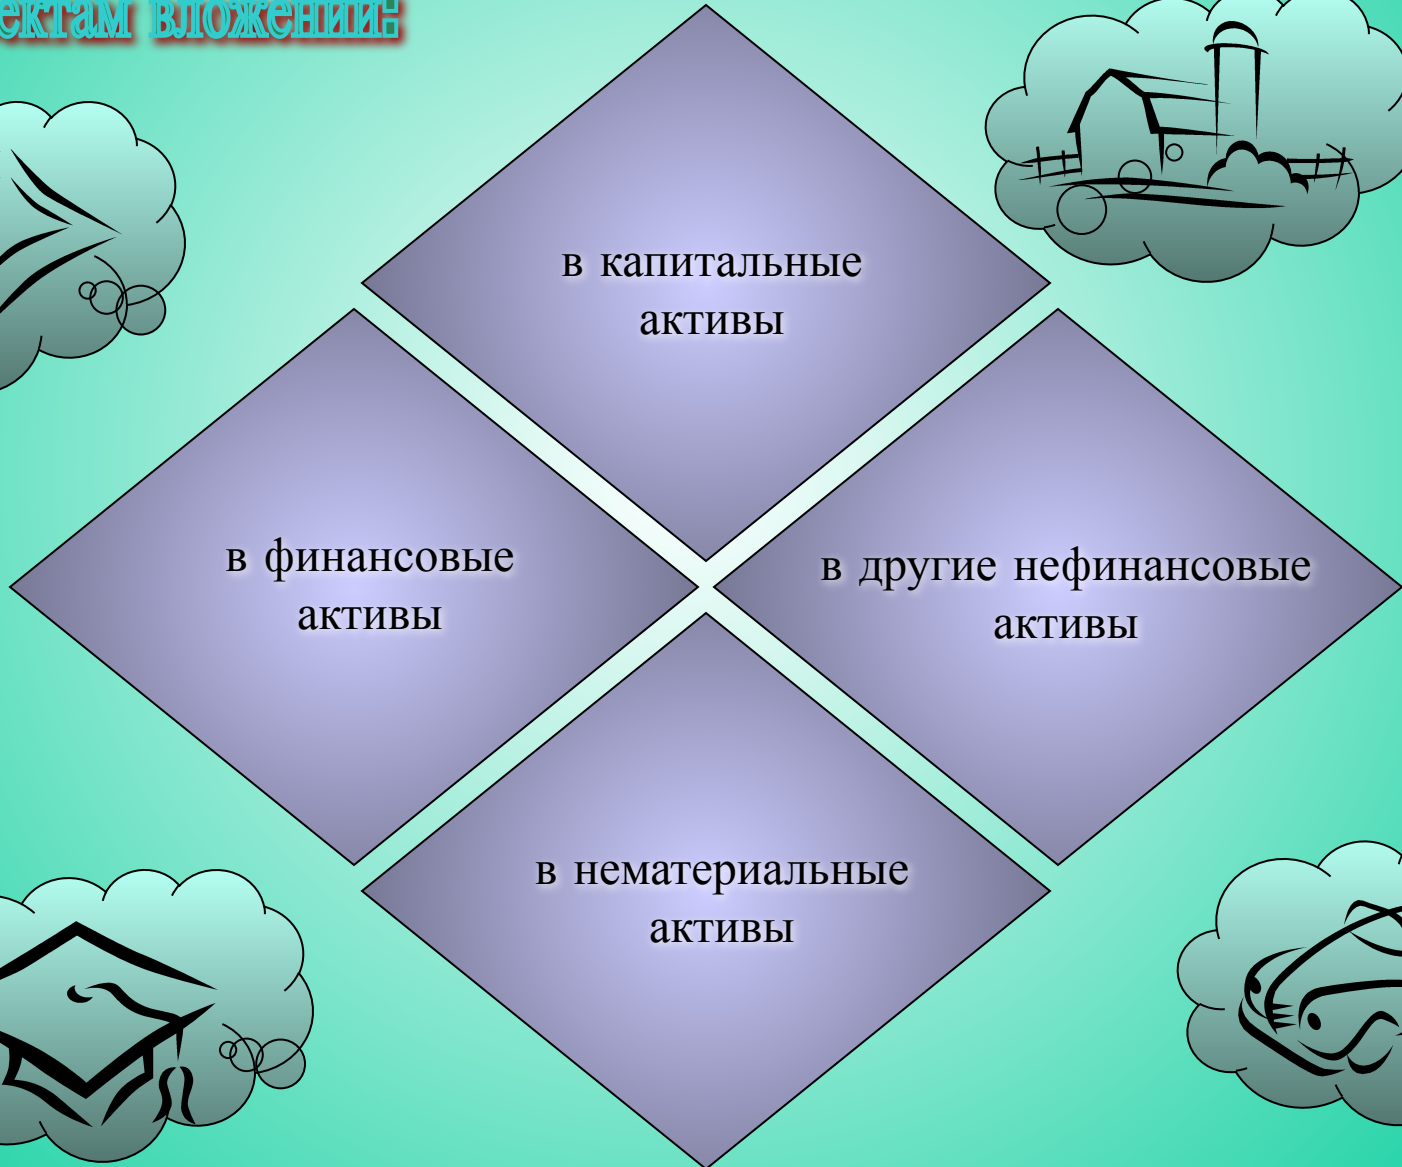 ектам вложений:
в капитальные
активы
в финансовые
активы
в другие нефинансовые
активы
в нематериальные
активы